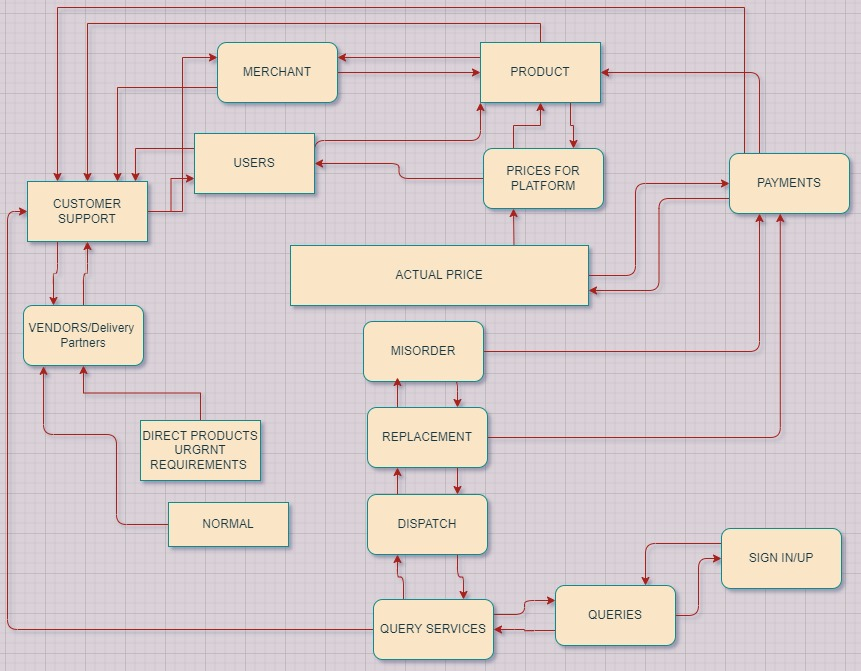 MERCHANT
PRODUCT
USERS
PRICES FOR
PLATFORM
PAYMENTS
CUSTOMER
SUPPORT
ACTUAL PRICE
VENDORS/Delivery
Partners
MISORDER
DIRECT PRODUCTS
URGRNT
REQUIREMENTS
REPLACEMENT
NORMAL
DISPATCH
SIGN IN/UP
QUERY SERVICES
QUERIES